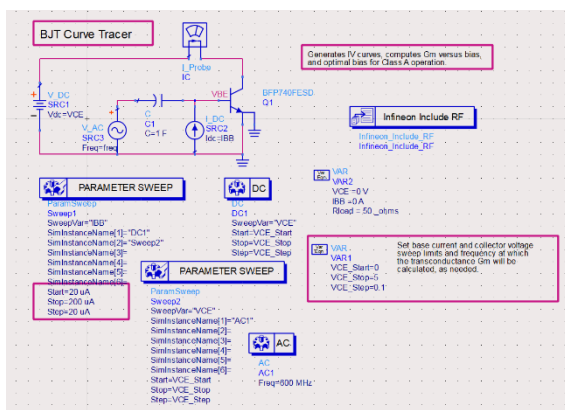 BJT Curve Tracer
Generates IV curves, computes Gm versus bias,
and optimal bias for Class A operation.
I_Probe
IC
V_DC
SRC1
Vdc=VCE
V_AC
SRC3
Freq=freq
C
C1
C=1 F
VBE
I_DC
SRC2
Idc=IBB
BFP740FESD
Q1
Infineon Include RF
Infineon_Include_RF
Infineon_Include_RF
PARAMETER SWEEP
ParamSweep
Sweep1
SweepVar="IBB"
SimInstanceName[1]="DC1"
SimInstanceName[2]="Sweep2"
SimInstanceName[3]=
SimInstanceName[4]=
SimInstanceName[5]=
SimInstanceName[6]=
Start=20 uA
Stop=200 uA
Step=20 uA
DC
DC
DC1
SweepVar="VCE"
Start=VCE_Start
Stop=VCE_Stop
Step=VCE_Step
Var
Eqn
VAR
VAR2
VCE =0 V
IBB =0 A
Rload = 50 _ohms
Var
Eqn
VAR
VAR1
VCE_Start=0
VCE_Stop=5
VCE_Step=0.1
Set base current and collector voltage
sweep limits and frequency at which
the transconductance Gm will be
calculated, as needed.
PARAMETER SWEEP
ParamSweep
Sweep2
SweepVar="VCE"
SimInstanceName[1]="AC1"
SimInstanceName[2]=
SimInstanceName[3]=
SimInstanceName[4]=
SimInstanceName[5]=
SimInstanceName[6]=
Start=VCE_Start
Stop=VCE_Stop
Step=VCE_Step
AC
AC
AC1
Freq=600 MHz